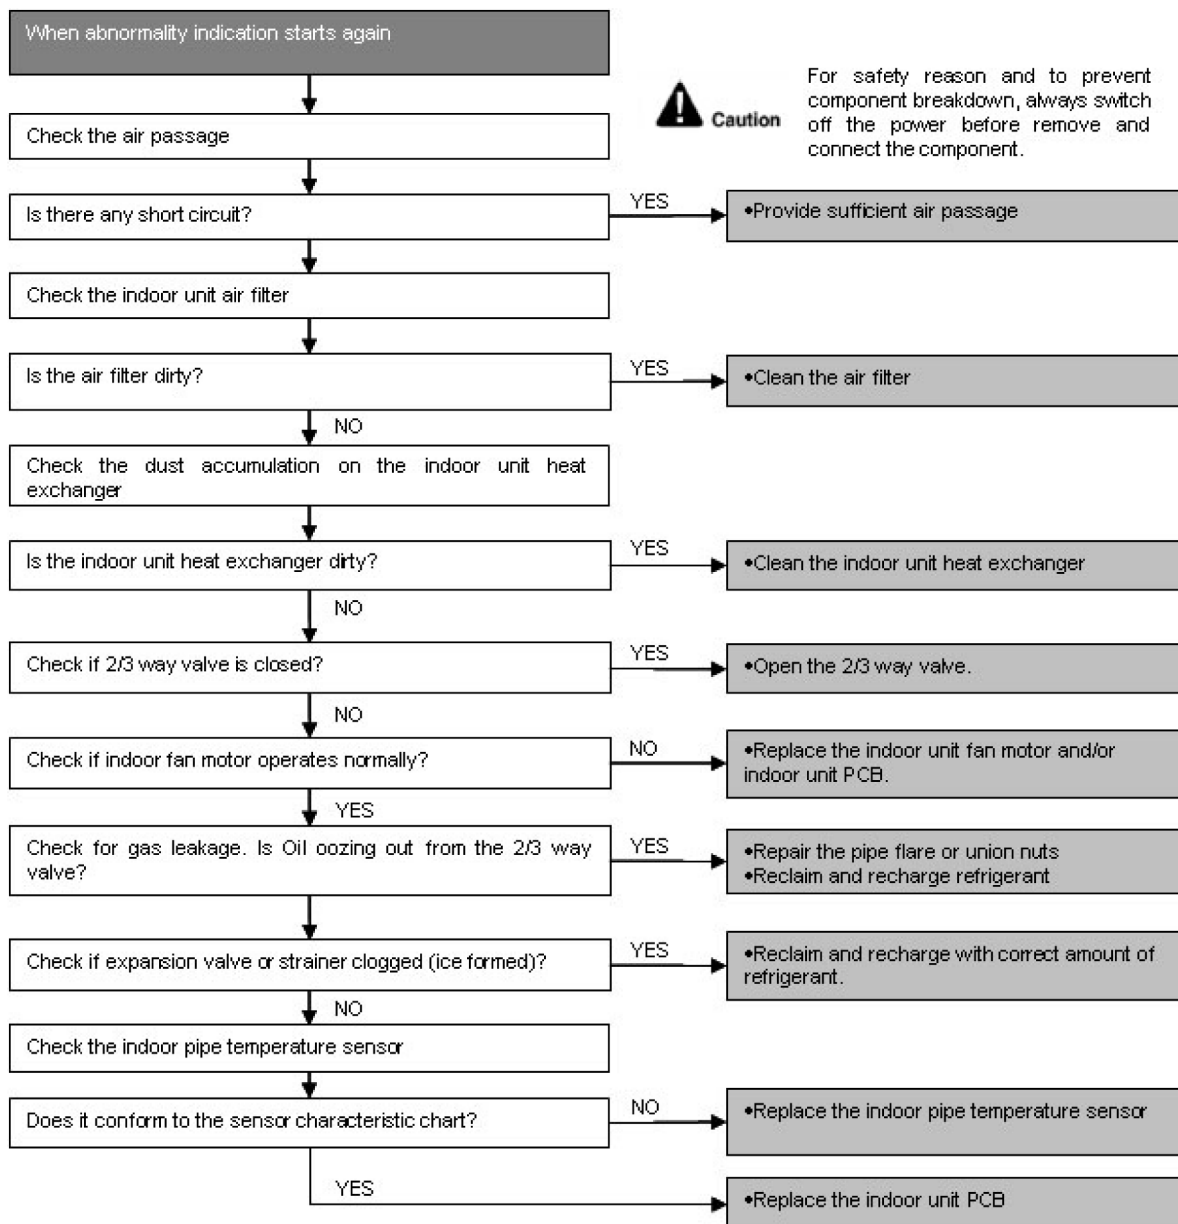 When abnormality indication starts again
For safety reason and to prevent
component breakdown, always switch
off the power before remove and
connect the component.
Caution
Check the air passage
Is there any short circuit?
YES
•Provide sufficient air passage
Check the indoor unit air filter
Is the air filter dirty?
YES
•Clean the air filter
NO
Check the dust accumulation on the indoor unit heat
exchanger
Is the indoor unit heat exchanger dirty?
YES
•Clean the indoor unit heat exchanger
NO
Check if 2/3 way valve is closed?
YES
•Open the 2/3 way valve.
NO
Check if indoor fan motor operates normally?
NO
•Replace the indoor unit fan motor and/or
indoor unit PCB.
YES
Check for gas leakage. Is Oil oozing out from the 2/3 way
valve?
YES
•Repair the pipe flare or union nuts
•Reclaim and recharge refrigerant
Check if expansion valve or strainer clogged (ice formed)?
YES
•Reclaim and recharge with correct amount of
refrigerant.
NO
Check the indoor pipe temperature sensor
Does it conform to the sensor characteristic chart?
NO
•Replace the indoor pipe temperature sensor
YES
•Replace the indoor unit PCB